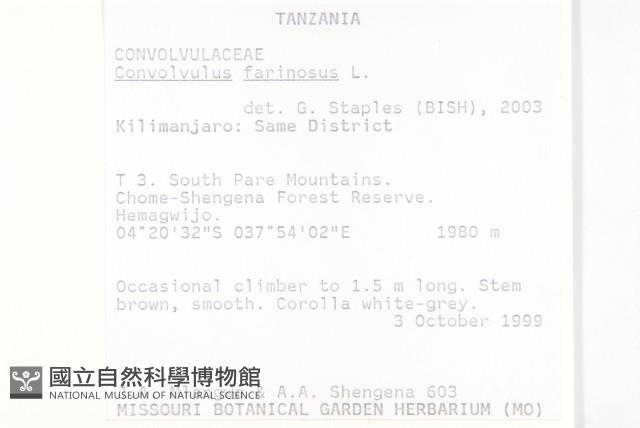 TANZANIA
CONVOLVULACEAE
Convolvulus farinosus L.
det. G. Staples (BISH), 2003
Kilimanjaro: Same District
T 3. South Pare Mountains.
Chome-Shengena Forest Reserve.
Hemagwijo.
04°20'32"S 037°54'02"E 1980 m
Occasional climber to 1.5 m long. Stem
brown, smooth. Corolla white-grey.
3 October 1999
國立自然科學博物館
NATIONAL MUSEUM OF NATURAL SCIENCE
& A.A. Shengena 603
MISSOURI BOTANICAL GARDEN HERBARIUM (MO)